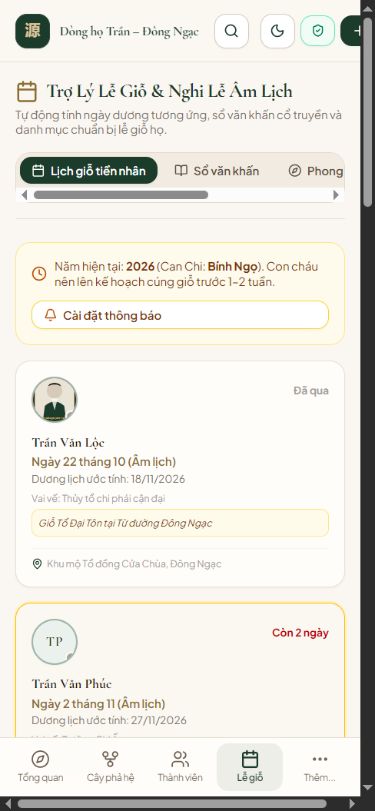 源 Dòng họ Trần – Đông Ngạc
Trợ Lý Lễ Giỗ & Nghi Lễ Âm Lịch
Tự động tính ngày dương tương ứng, sổ văn khấn cổ truyền và
danh mục chuẩn bị lễ giỗ họ.
Lịch giỗ tiền nhân Sổ văn khấn Phong
Năm hiện tại: 2026 (Can Chi: Bính Ngọ). Con cháu
nên lên kế hoạch cúng giỗ trước 1-2 tuần.
Cài đặt thông báo
Đã qua
Trần Văn Lộc
Ngày 22 tháng 10 (Âm lịch)
Dương lịch ước tính: 18/11/2026
Vai vế: Thủy tổ chi phái cận đại
Giỗ Tổ Đại Tôn tại Từ đường Đông Ngạc
Khu mộ Tổ đồng Cửa Chùa, Đông Ngạc
TP
Còn 2 ngày
Trần Văn Phúc
Ngày 2 tháng 11 (Âm lịch)
Dương lịch ước tính: 27/11/2026
Tổng quan Cây phả hệ Thành viên Lễ giỗ Thêm...